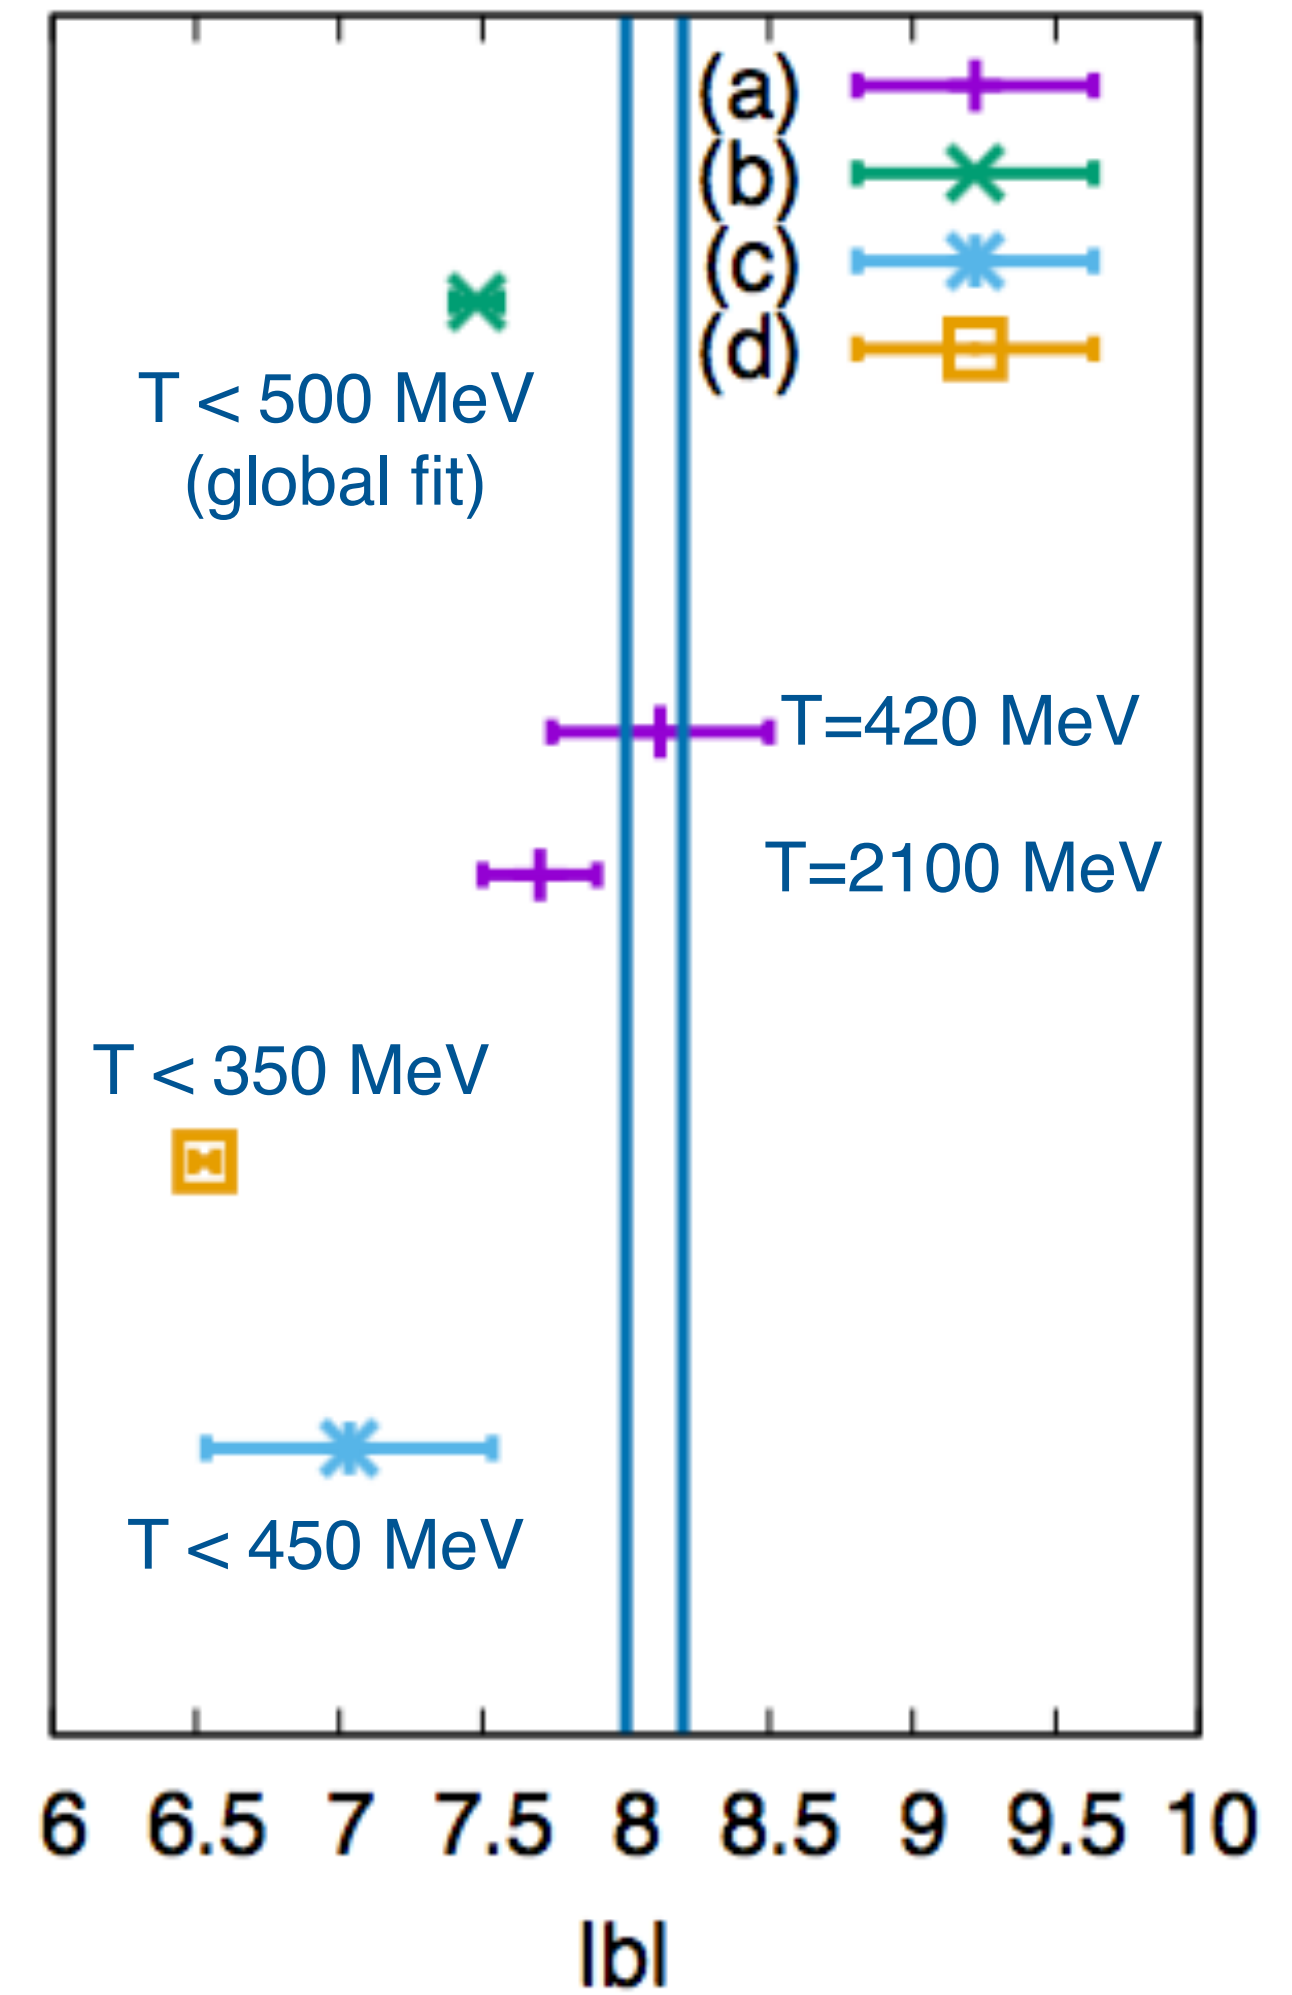 (a)
(b)
(c)
(d)
T < 500 MeV
(global fit)
T=420 MeV
T=2100 MeV
T < 350 MeV
T < 450 MeV
6 6.5 7 7.5 8 8.5 9 9.5 10
|b|